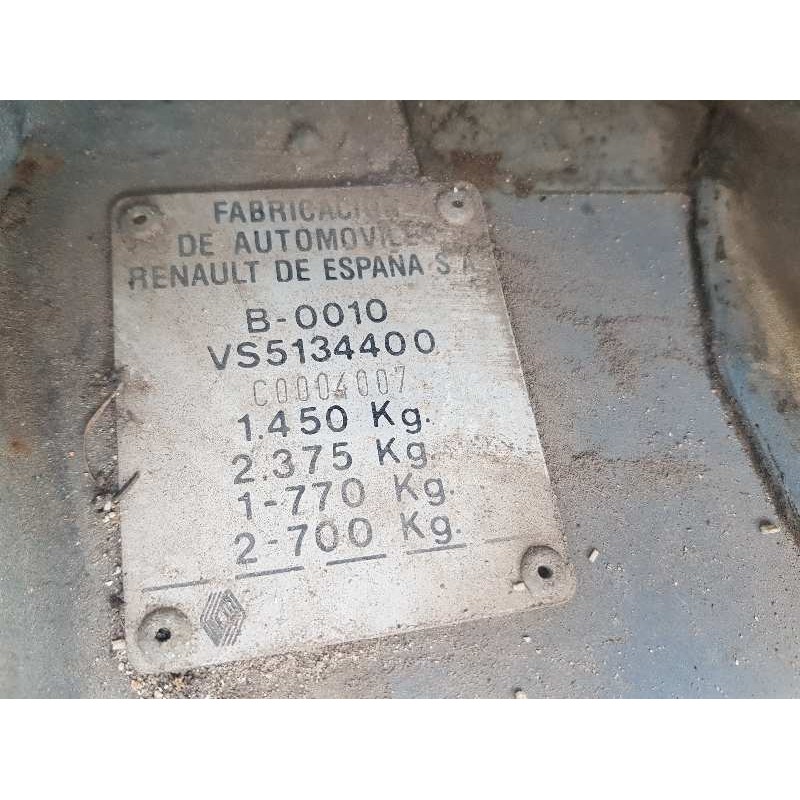 FABRICACION
DE AUTOMOVILES
RENAULT DE ESPAÑA S A
B-0010
VS5134400
C0004007
1.450 Kg.
2.375 Kg.
1-770 Kg.
2-700 Kg.